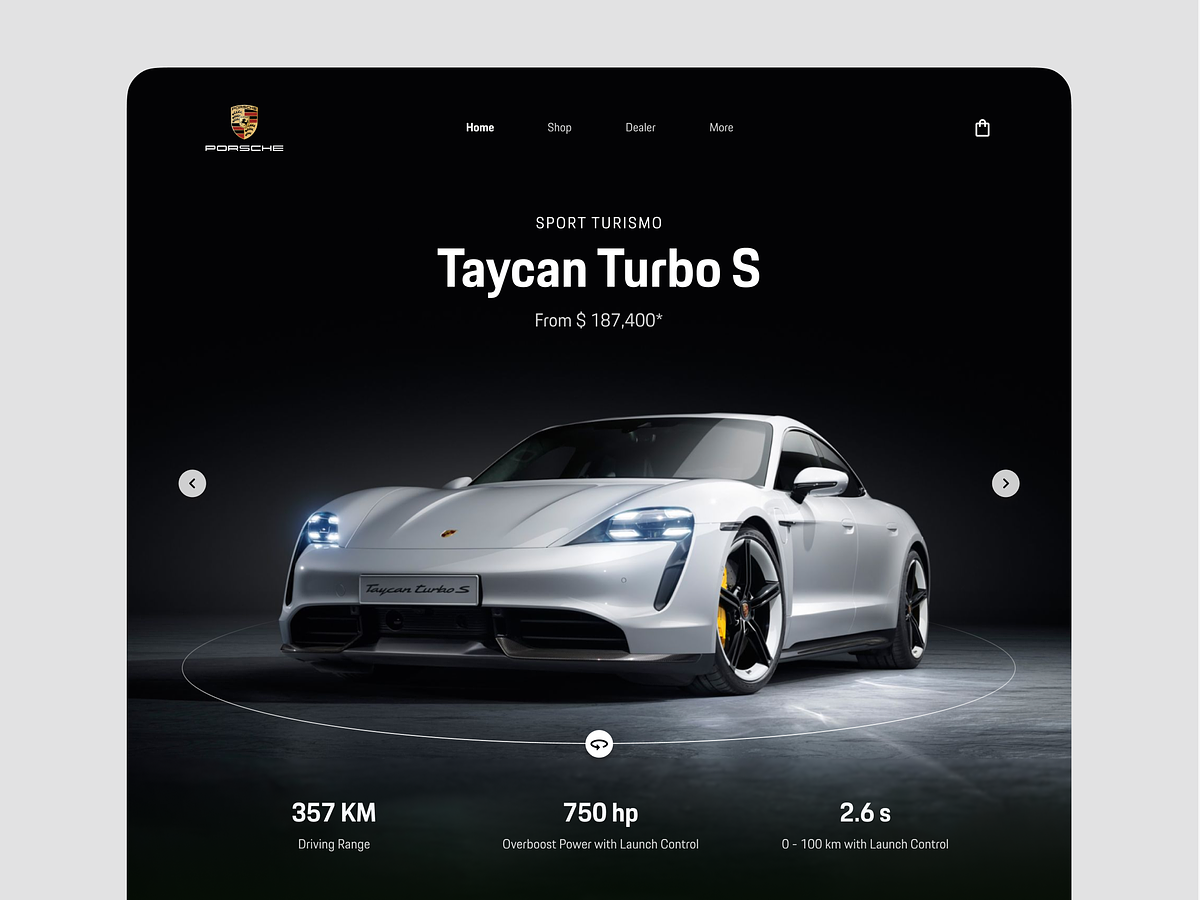 PORSCHE
Home Shop Dealer More
SPORT TURISMO
Taycan Turbo S
From $ 187,400*
Taycan turbo S
357 KM 750 hp 2.6 s
Driving Range Overboost Power with Launch Control 0 - 100 km with Launch Control